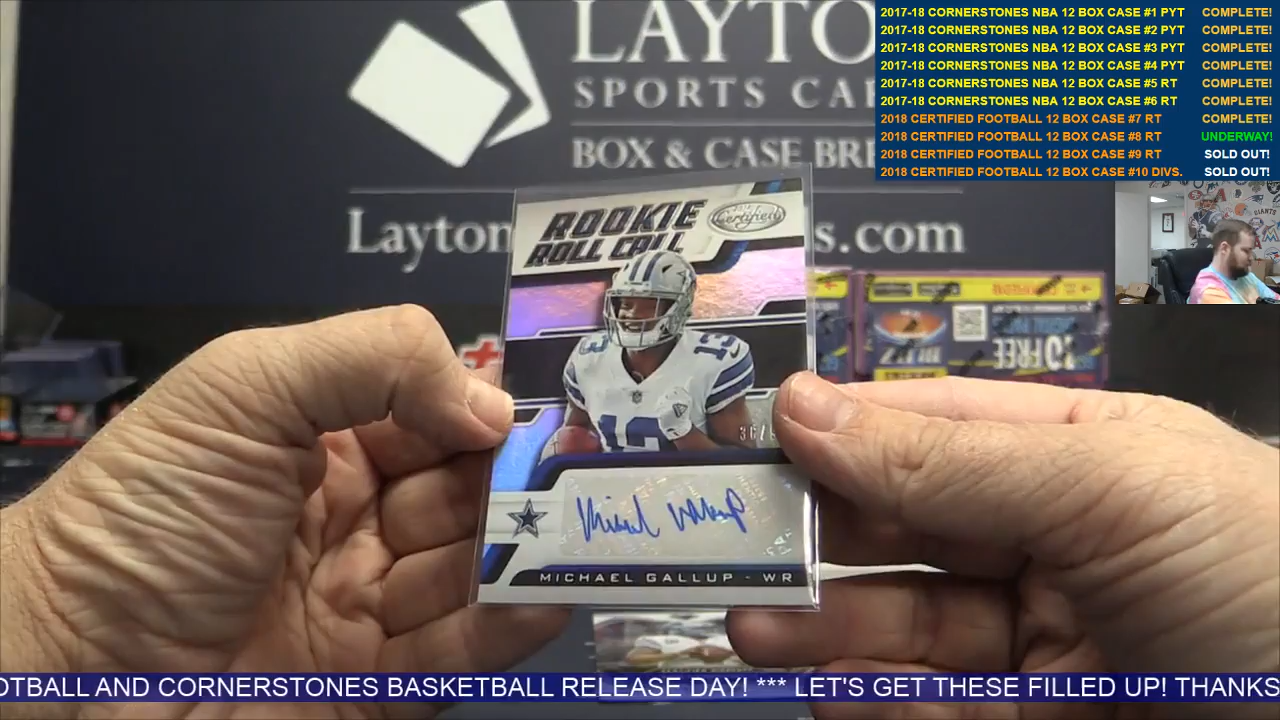 LAYTO
SPORTS CA
BOX & CASE BRE
Layton
s.com
2017-18 CORNERSTONES NBA 12 BOX CASE #1 PYT COMPLETE!
2017-18 CORNERSTONES NBA 12 BOX CASE #2 PYT COMPLETE!
2017-18 CORNERSTONES NBA 12 BOX CASE #3 PYT COMPLETE!
2017-18 CORNERSTONES NBA 12 BOX CASE #4 PYT COMPLETE!
2017-18 CORNERSTONES NBA 12 BOX CASE #5 RT COMPLETE!
2017-18 CORNERSTONES NBA 12 BOX CASE #6 RT COMPLETE!
2018 CERTIFIED FOOTBALL 12 BOX CASE #7 RT COMPLETE!
2018 CERTIFIED FOOTBALL 12 BOX CASE #8 RT UNDERWAY!
2018 CERTIFIED FOOTBALL 12 BOX CASE #9 RT SOLD OUT!
2018 CERTIFIED FOOTBALL 12 BOX CASE #10 DIVS. SOLD OUT!
GIANTS
ROOKIE
ROLL CALL
Certified
13 13
13
36/
MICHAEL GALLUP - WR
OTBALL AND CORNERSTONES BASKETBALL RELEASE DAY! *** LET'S GET THESE FILLED UP! THANKS